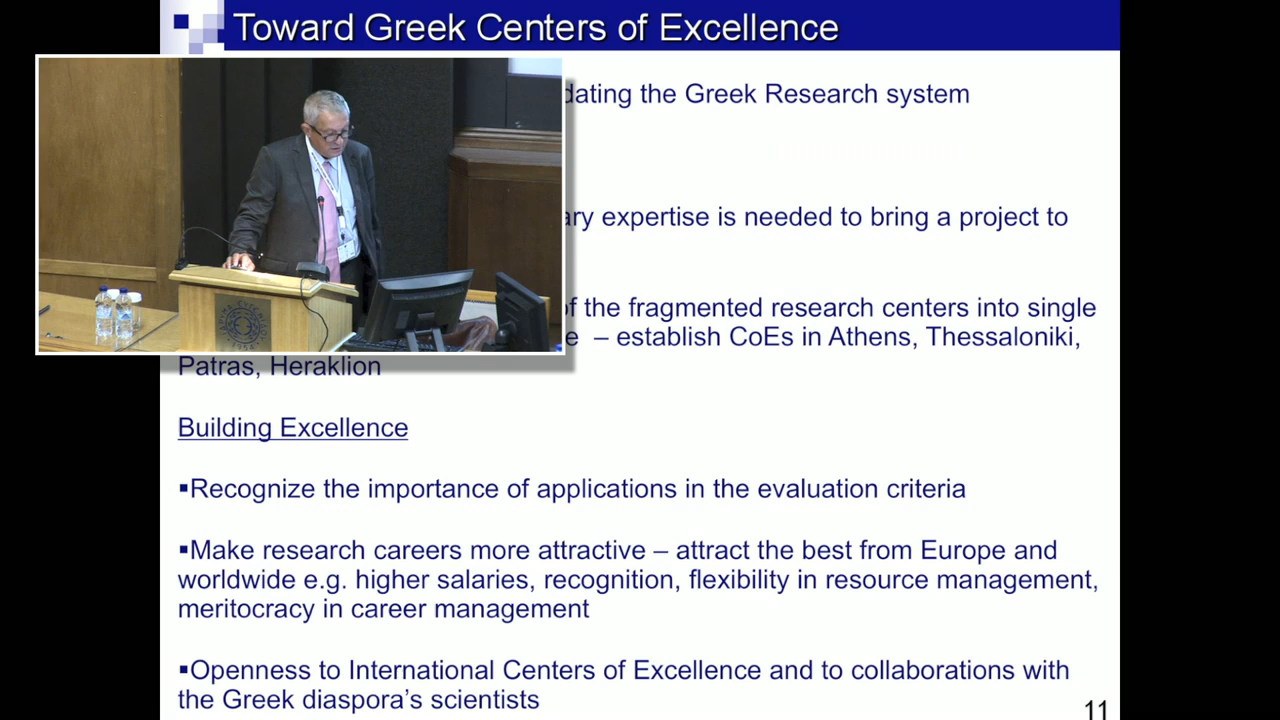 Toward Greek Centers of Excellence
dating the Greek Research system
ary expertise is needed to bring a project to
of the fragmented research centers into single
e – establish CoEs in Athens, Thessaloniki,
Patras, Heraklion
Building Excellence
▪Recognize the importance of applications in the evaluation criteria
▪Make research careers more attractive – attract the best from Europe and
worldwide e.g. higher salaries, recognition, flexibility in resource management,
meritocracy in career management
▪Openness to International Centers of Excellence and to collaborations with
the Greek diaspora's scientists
11